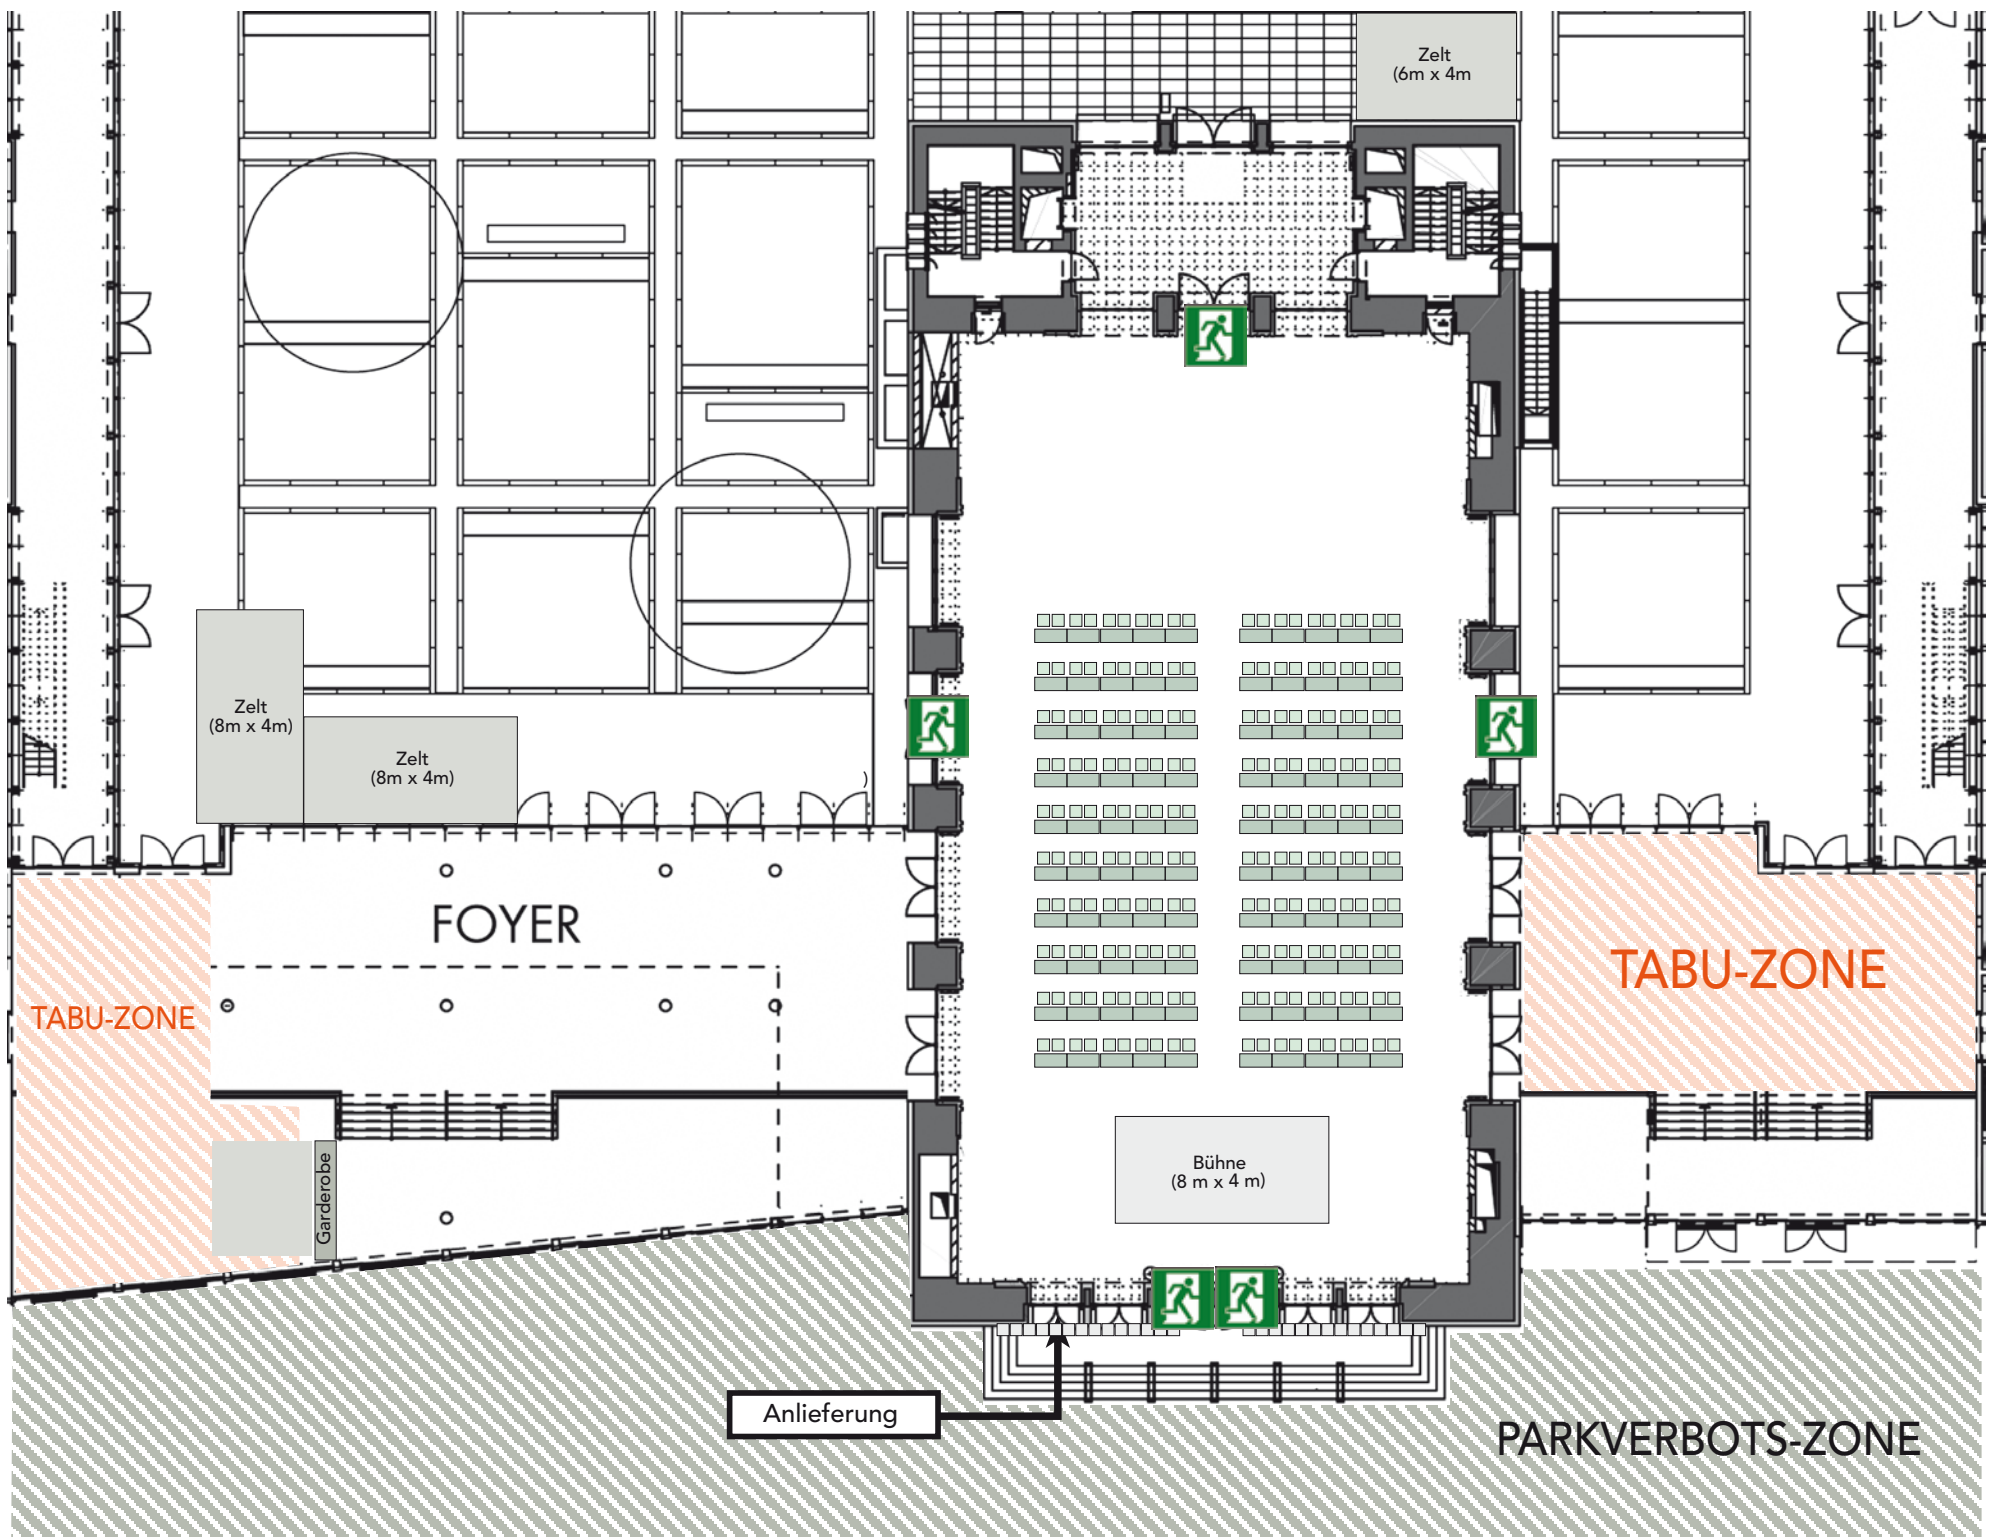 Zelt
(6m x 4m
Zelt
(8m x 4m)
Zelt
(8m x 4m)
)
FOYER
TABU-ZONE
TABU-ZONE
Garderobe
Bühne
(8 m x 4 m)
Anlieferung
PARKVERBOTS-ZONE